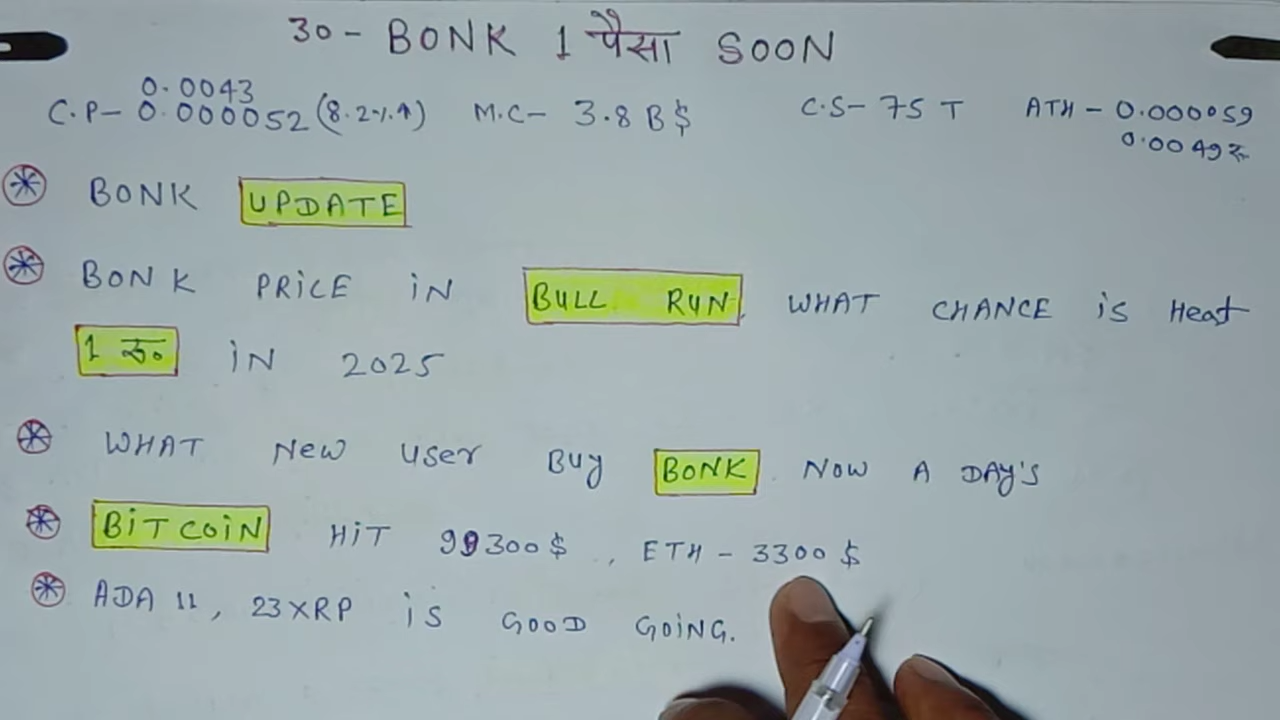 30- BONK 1 पैसा SOON
0.0043
C.P- 0.000052 (8.2%↑) M.C- 3.8 B$ C.S- 75 T ATH - 0.000059
0.0049₹
BONK UPDATE
BONK PRICE iN BULL RUN WHAT CHANCE is Heat
1 रु० iN 2025
WHAT New user Buy BONK NOW A DAY'S
BiTCOiN HiT 99300$, ETH - 3300 $
ADA 11, 23XRP is GOOD GOiNG.